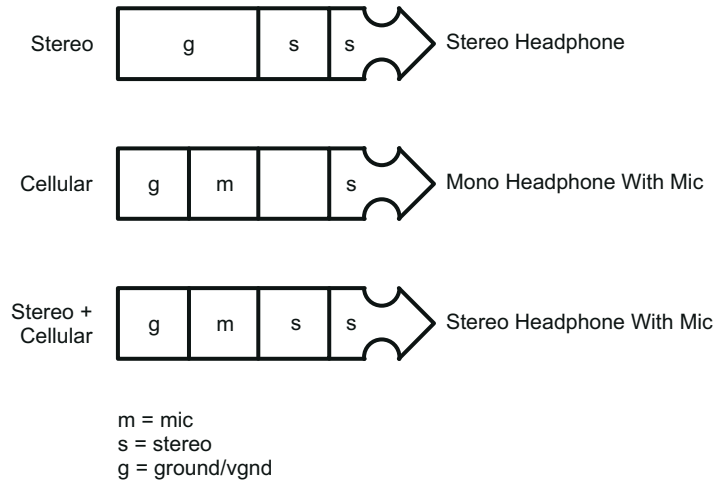 Stereo g s s Stereo Headphone
Cellular g m s Mono Headphone With Mic
Stereo +
Cellular g m s s Stereo Headphone With Mic
m = mic
s = stereo
g = ground/vgnd